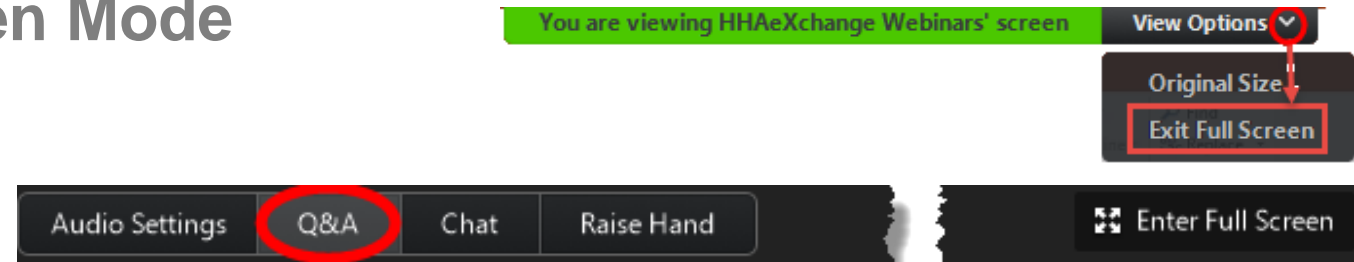 en Mode
You are viewing HHAeXchange Webinars' screen View Options
Original Size
Exit Full Screen
Audio Settings Q&A Chat Raise Hand Enter Full Screen